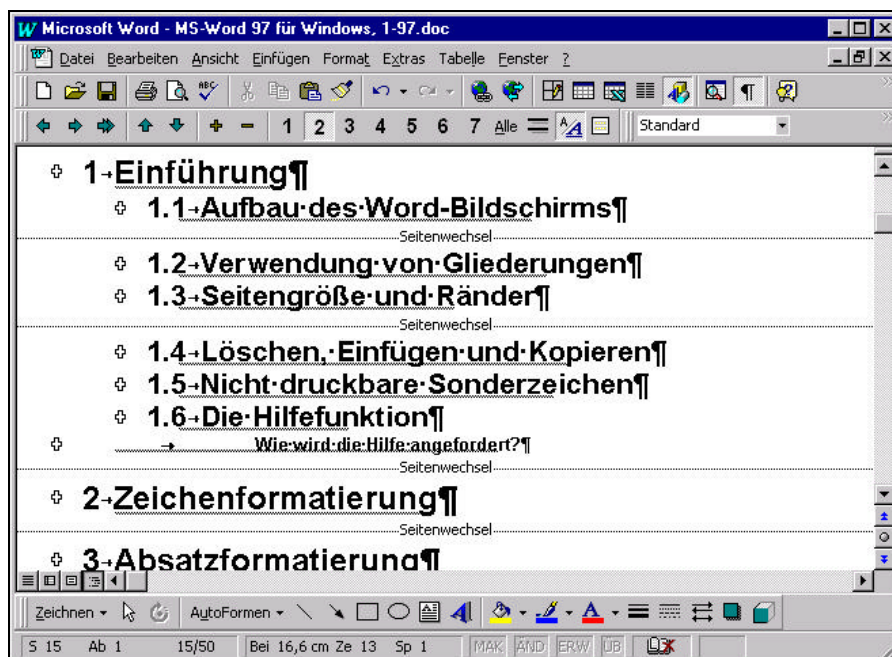 Microsoft Word - MS-Word 97 für Windows, 1-97.doc
Datei Bearbeiten Ansicht Einfügen Format Extras Tabelle Fenster ?
ABC
1 2 3 4 5 6 7 Alle A A Standard
1→Einführung¶
1.1→Aufbau·des·Word-Bildschirms¶
Seitenwechsel
1.2→Verwendung·von·Gliederungen¶
1.3→Seitengröße·und·Ränder¶
Seitenwechsel
1.4→Löschen,·Einfügen·und·Kopieren¶
1.5→Nicht·druckbare·Sonderzeichen¶
1.6→Die·Hilfefunktion¶
→ Wie·wird·die·Hilfe·angefordert?¶
Seitenwechsel
2→Zeichenformatierung¶
Seitenwechsel
3→Absatzformatierung¶
Zeichnen AutoFormen A A
S 15 Ab 1 15/50 Bei 16,6 cm Ze 13 Sp 1 MAK ÄND ERW ÜB